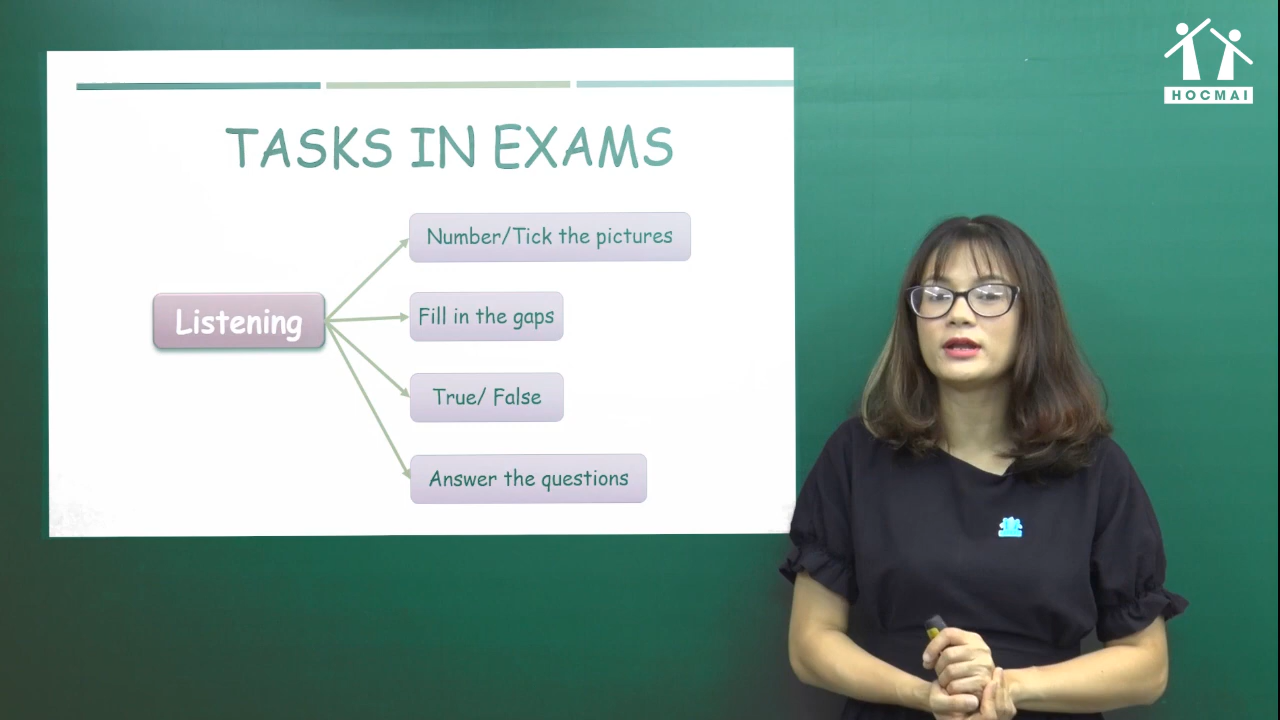 HOCMAI
TASKS IN EXAMS
Number/Tick the pictures
Listening
Fill in the gaps
True/ False
Answer the questions